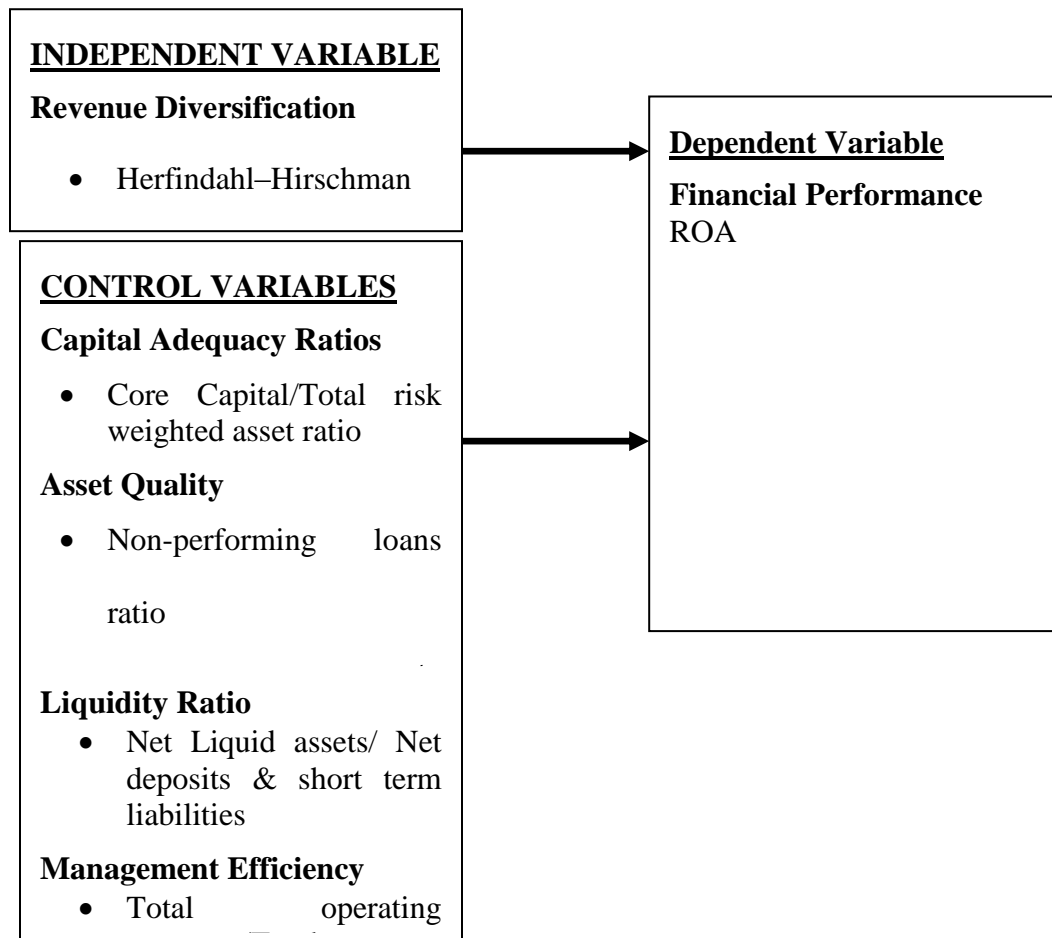 INDEPENDENT VARIABLE
Revenue Diversification
• Herfindahl–Hirschman
CONTROL VARIABLES
Capital Adequacy Ratios
• Core Capital/Total risk
weighted asset ratio
Asset Quality
• Non-performing loans
ratio
Liquidity Ratio
• Net Liquid assets/ Net
deposits & short term
liabilities
Management Efficiency
• Total operating
Dependent Variable
Financial Performance
ROA